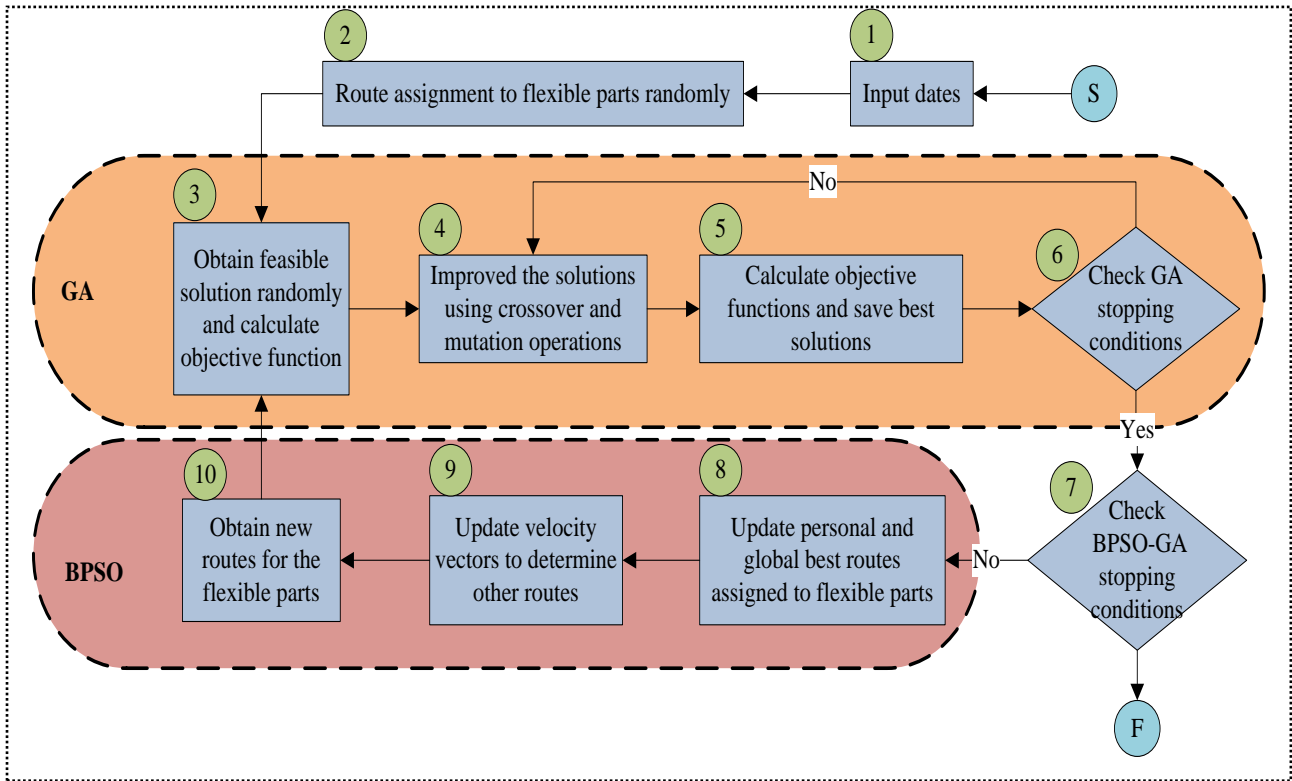 2
1
Route assignment to flexible parts randomly
Input dates
S
No
3
4
5
6
GA
Obtain feasible
solution randomly
and calculate
objective function
Improved the solutions
using crossover and
mutation operations
Calculate objective
functions and save best
solutions
Check GA
stopping
conditions
Yes
10
9
8
7
BPSO
Obtain new
routes for the
flexible parts
Update velocity
vectors to determine
other routes
Update personal and
global best routes
assigned to flexible parts
No
Check
BPSO-GA
stopping
conditions
F